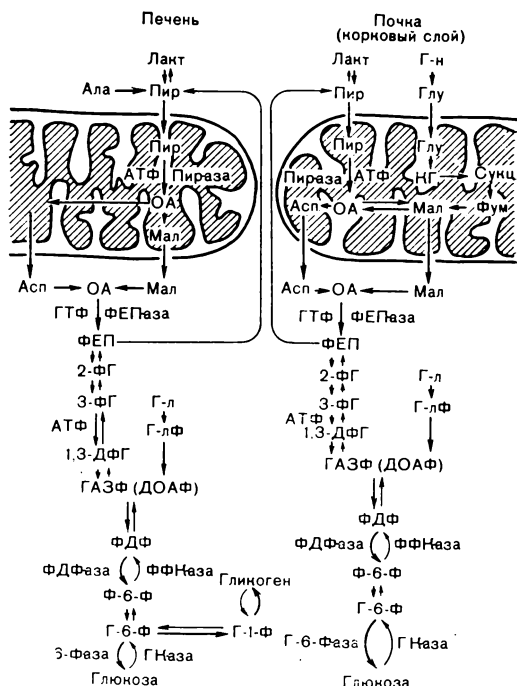 Печень
Почка
(корковый слой)
Лакт
Лакт
Г-н
Ала
Пир
Пир
Глу
Пир
АТФ
Пираза
ОА
Мал
Пир
Глу
Пираза
АТФ
НГ
Сукц
Асп
ОА
Мал
Фум
Асп
ОА
Мал
Асп
ОА
Мал
ГТФ
ФЕПаза
ГТФ
ФЕПаза
ФЕП
ФЕП
2-ФГ
2-ФГ
3-ФГ
Г-л
3-ФГ
Г-л
АТФ
Г-лФ
АТФ
Г-лФ
1,3-ДФГ
1,3-ДФГ
ГАЗФ (ДОАФ)
ГАЗФ (ДОАФ)
ФДФ
ФДФ
ФДФаза
ФФКаза
ФДФаза
ФФКаза
Ф-6-Ф
Гликоген
Ф-6-Ф
Г-6-Ф
Г-1-Ф
Г-6-Ф
6-Фаза
ГКаза
Г-6-Фаза
ГКаза
Глюкоза
Глюкоза